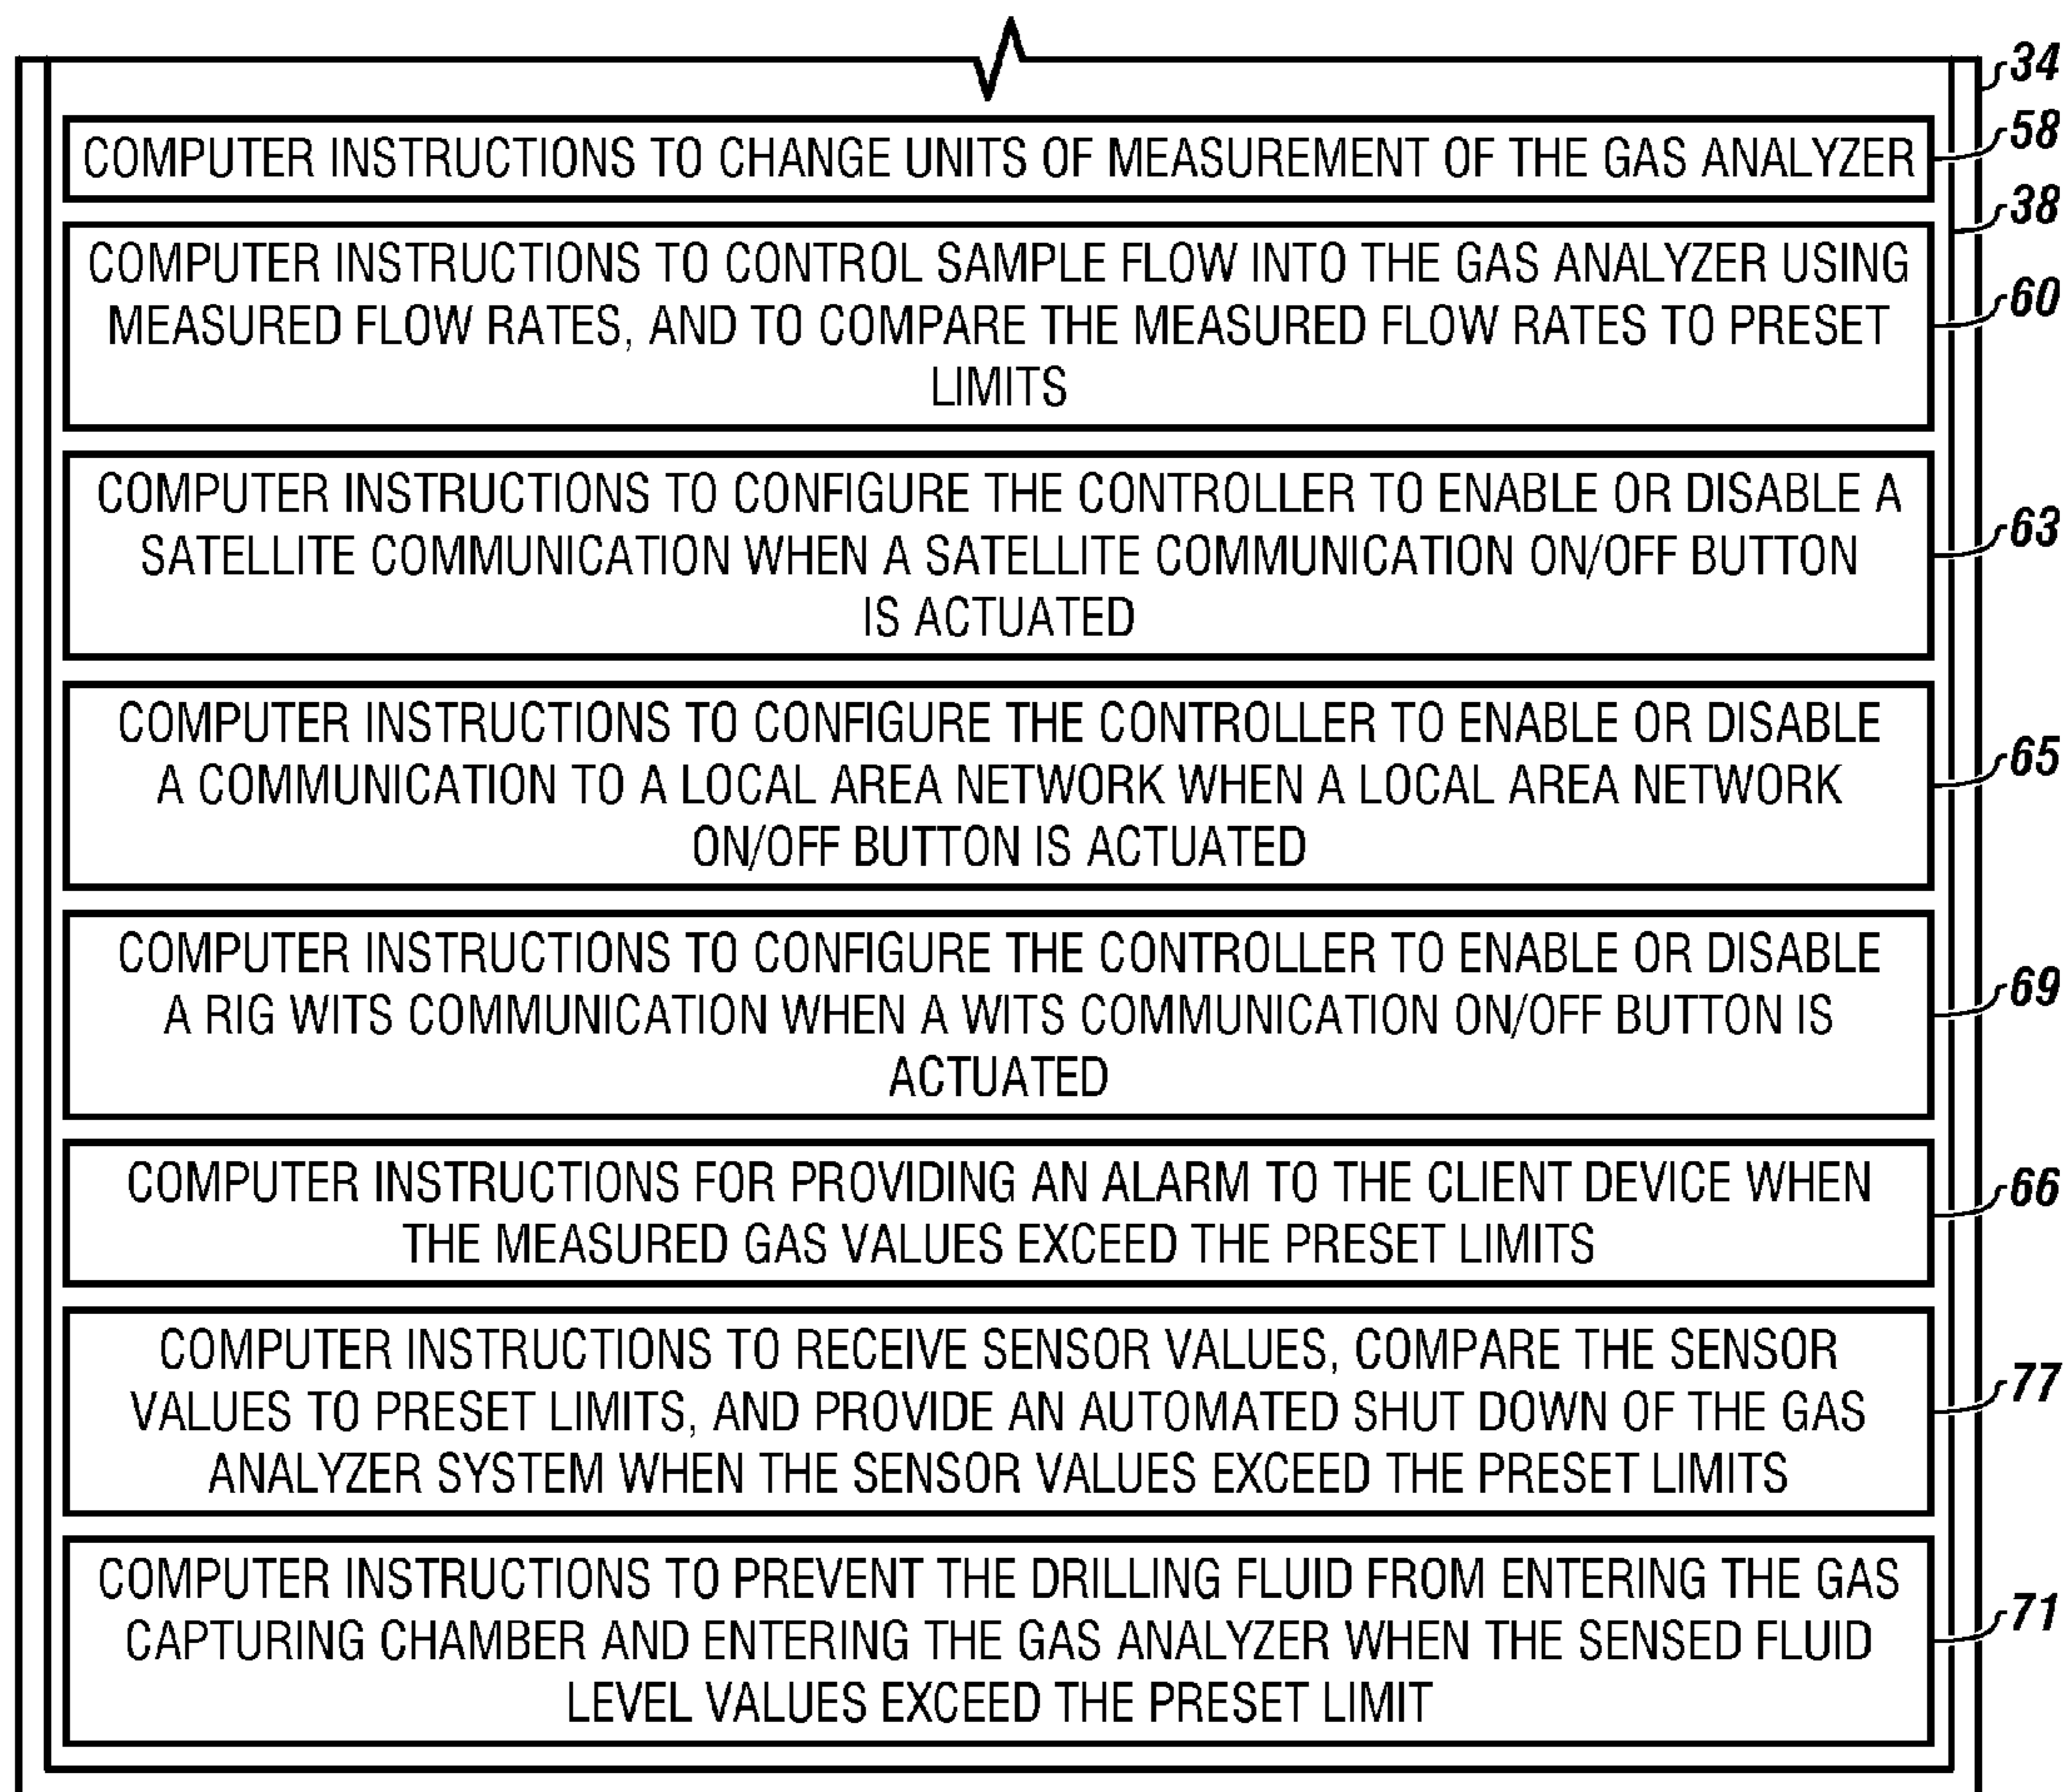 34
COMPUTER INSTRUCTIONS TO CHANGE UNITS OF MEASUREMENT OF THE GAS ANALYZER
58
38
COMPUTER INSTRUCTIONS TO CONTROL SAMPLE FLOW INTO THE GAS ANALYZER USING
MEASURED FLOW RATES, AND TO COMPARE THE MEASURED FLOW RATES TO PRESET
LIMITS
60
COMPUTER INSTRUCTIONS TO CONFIGURE THE CONTROLLER TO ENABLE OR DISABLE A
SATELLITE COMMUNICATION WHEN A SATELLITE COMMUNICATION ON/OFF BUTTON
IS ACTUATED
63
COMPUTER INSTRUCTIONS TO CONFIGURE THE CONTROLLER TO ENABLE OR DISABLE
A COMMUNICATION TO A LOCAL AREA NETWORK WHEN A LOCAL AREA NETWORK
ON/OFF BUTTON IS ACTUATED
65
COMPUTER INSTRUCTIONS TO CONFIGURE THE CONTROLLER TO ENABLE OR DISABLE
A RIG WITS COMMUNICATION WHEN A WITS COMMUNICATION ON/OFF BUTTON IS
ACTUATED
69
COMPUTER INSTRUCTIONS FOR PROVIDING AN ALARM TO THE CLIENT DEVICE WHEN
THE MEASURED GAS VALUES EXCEED THE PRESET LIMITS
66
COMPUTER INSTRUCTIONS TO RECEIVE SENSOR VALUES, COMPARE THE SENSOR
VALUES TO PRESET LIMITS, AND PROVIDE AN AUTOMATED SHUT DOWN OF THE GAS
ANALYZER SYSTEM WHEN THE SENSOR VALUES EXCEED THE PRESET LIMITS
77
COMPUTER INSTRUCTIONS TO PREVENT THE DRILLING FLUID FROM ENTERING THE GAS
CAPTURING CHAMBER AND ENTERING THE GAS ANALYZER WHEN THE SENSED FLUID
LEVEL VALUES EXCEED THE PRESET LIMIT
71